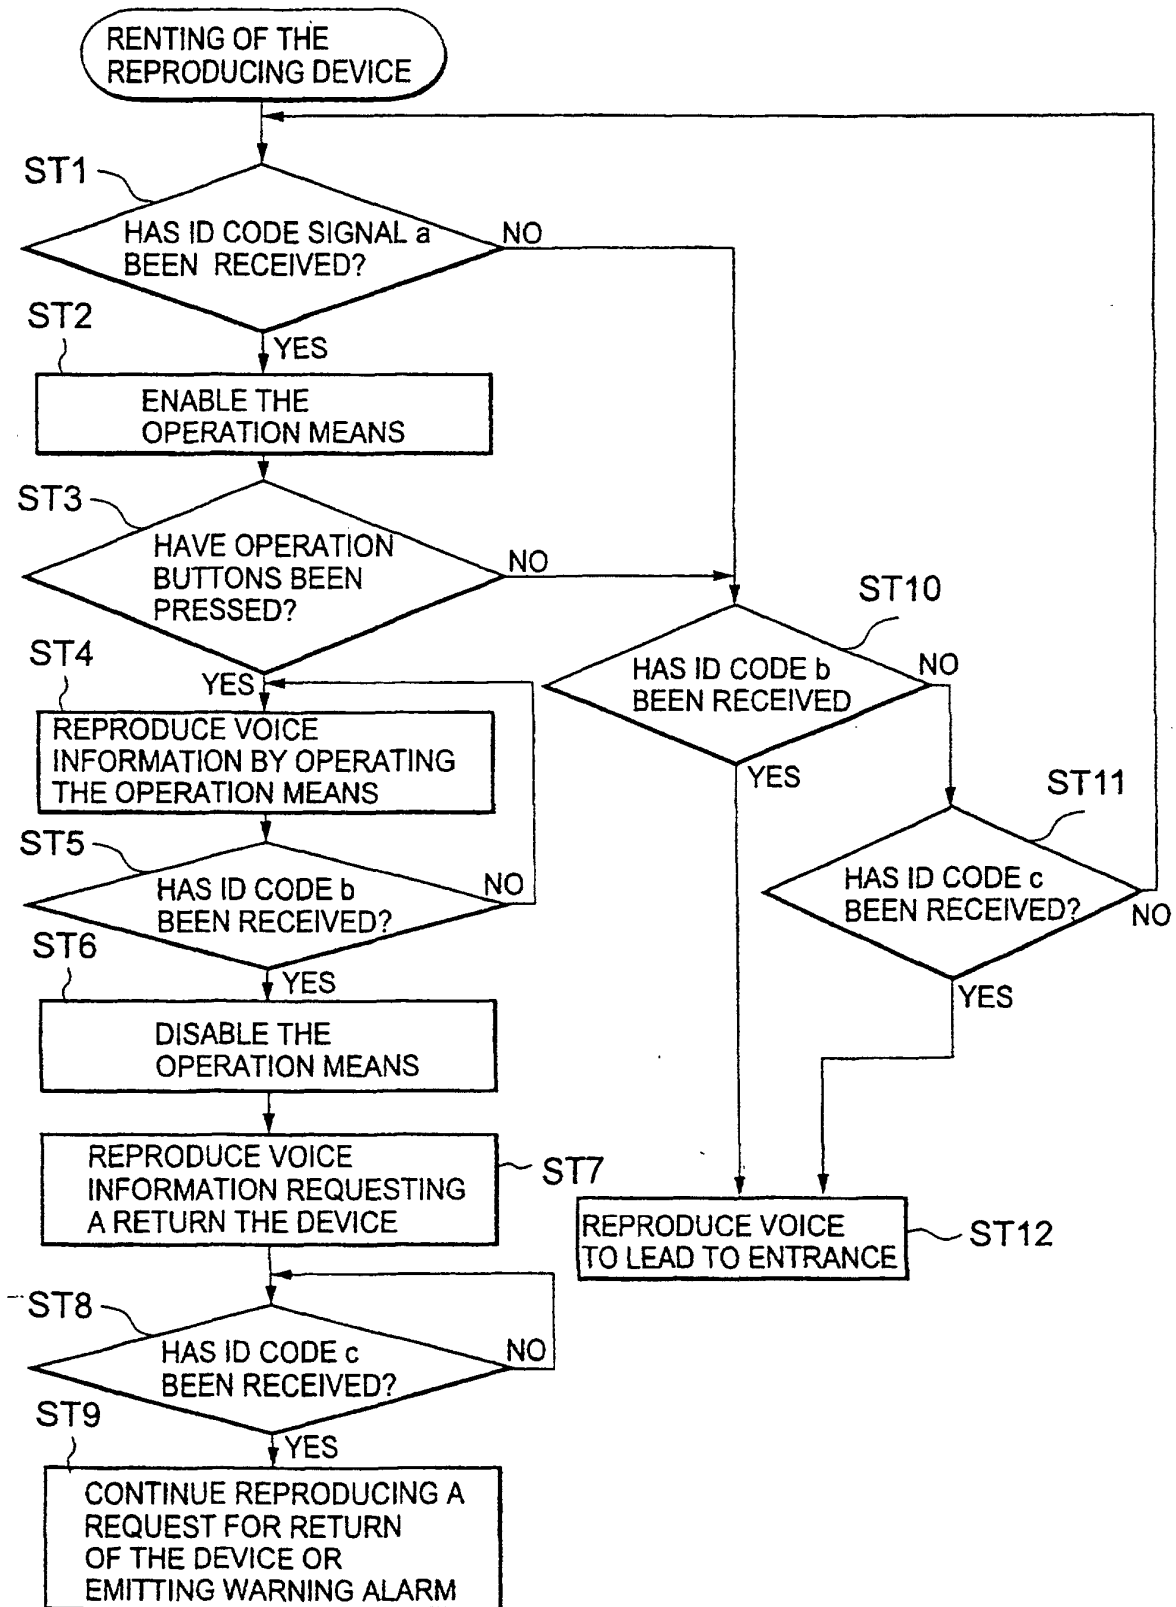 RENTING OF THE
REPRODUCING DEVICE
ST1
HAS ID CODE SIGNAL a
BEEN RECEIVED?
NO
YES
ST2
ENABLE THE
OPERATION MEANS
ST3
HAVE OPERATION
BUTTONS BEEN
PRESSED?
NO
YES
ST4
REPRODUCE VOICE
INFORMATION BY OPERATING
THE OPERATION MEANS
ST5
HAS ID CODE b
BEEN RECEIVED?
NO
YES
ST6
DISABLE THE
OPERATION MEANS
REPRODUCE VOICE
INFORMATION REQUESTING
A RETURN THE DEVICE
ST7
ST8
HAS ID CODE c
BEEN RECEIVED?
NO
YES
ST9
CONTINUE REPRODUCING A
REQUEST FOR RETURN
OF THE DEVICE OR
EMITTING WARNING ALARM
ST10
HAS ID CODE b
BEEN RECEIVED
NO
YES
ST11
HAS ID CODE c
BEEN RECEIVED?
NO
YES
REPRODUCE VOICE
TO LEAD TO ENTRANCE
ST12